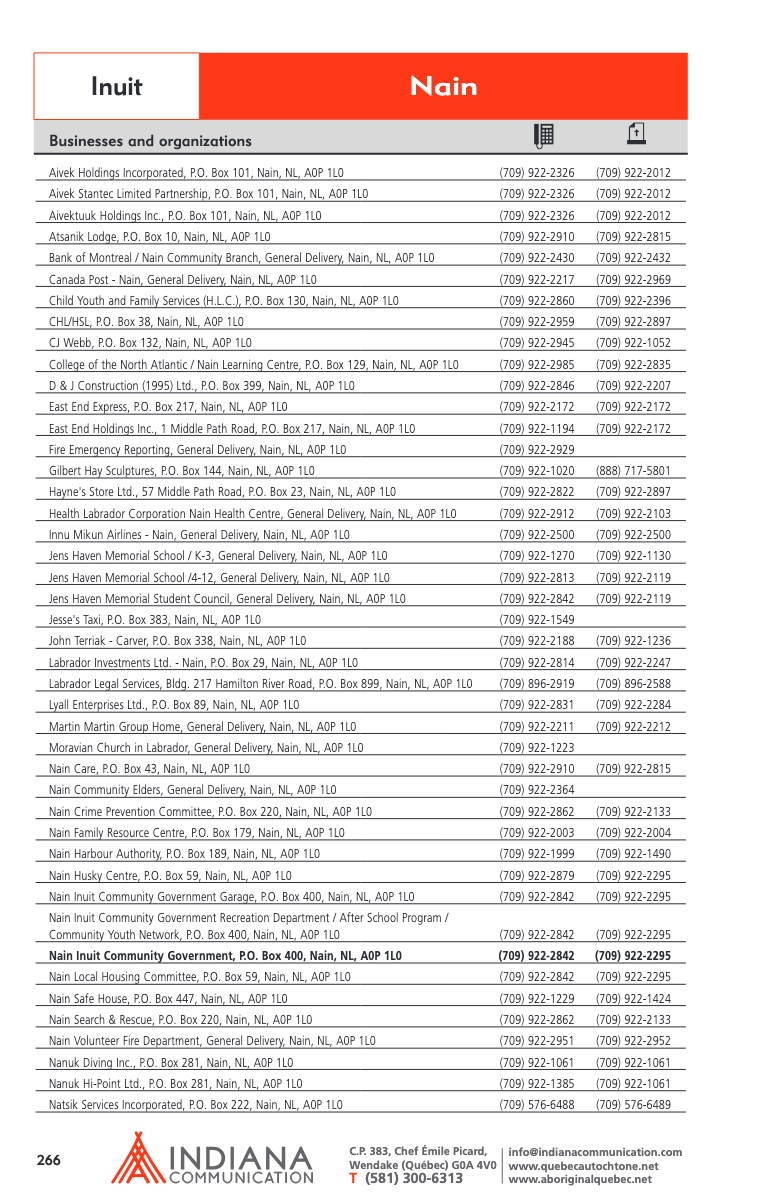 Inuit
Nain
Businesses and organizations
Aivek Holdings Incorporated, P.O. Box 101, Nain, NL, A0P 1L0 (709) 922-2326 (709) 922-2012
Aivek Stantec Limited Partnership, P.O. Box 101, Nain, NL, A0P 1L0 (709) 922-2326 (709) 922-2012
Aivektuuk Holdings Inc., P.O. Box 101, Nain, NL, A0P 1L0 (709) 922-2326 (709) 922-2012
Atsanik Lodge, P.O. Box 10, Nain, NL, A0P 1L0 (709) 922-2910 (709) 922-2815
Bank of Montreal / Nain Community Branch, General Delivery, Nain, NL, A0P 1L0 (709) 922-2430 (709) 922-2432
Canada Post - Nain, General Delivery, Nain, NL, A0P 1L0 (709) 922-2217 (709) 922-2969
Child Youth and Family Services (H.L.C.), P.O. Box 130, Nain, NL, A0P 1L0 (709) 922-2860 (709) 922-2396
CHL/HSL, P.O. Box 38, Nain, NL, A0P 1L0 (709) 922-2959 (709) 922-2897
CJ Webb, P.O. Box 132, Nain, NL, A0P 1L0 (709) 922-2945 (709) 922-1052
College of the North Atlantic / Nain Learning Centre, P.O. Box 129, Nain, NL, A0P 1L0 (709) 922-2985 (709) 922-2835
D & J Construction (1995) Ltd., P.O. Box 399, Nain, NL, A0P 1L0 (709) 922-2846 (709) 922-2207
East End Express, P.O. Box 217, Nain, NL, A0P 1L0 (709) 922-2172 (709) 922-2172
East End Holdings Inc., 1 Middle Path Road, P.O. Box 217, Nain, NL, A0P 1L0 (709) 922-1194 (709) 922-2172
Fire Emergency Reporting, General Delivery, Nain, NL, A0P 1L0 (709) 922-2929
Gilbert Hay Sculptures, P.O. Box 144, Nain, NL, A0P 1L0 (709) 922-1020 (888) 717-5801
Hayne's Store Ltd., 57 Middle Path Road, P.O. Box 23, Nain, NL, A0P 1L0 (709) 922-2822 (709) 922-2897
Health Labrador Corporation Nain Health Centre, General Delivery, Nain, NL, A0P 1L0 (709) 922-2912 (709) 922-2103
Innu Mikun Airlines - Nain, General Delivery, Nain, NL, A0P 1L0 (709) 922-2500 (709) 922-2500
Jens Haven Memorial School / K-3, General Delivery, Nain, NL, A0P 1L0 (709) 922-1270 (709) 922-1130
Jens Haven Memorial School /4-12, General Delivery, Nain, NL, A0P 1L0 (709) 922-2813 (709) 922-2119
Jens Haven Memorial Student Council, General Delivery, Nain, NL, A0P 1L0 (709) 922-2842 (709) 922-2119
Jesse's Taxi, P.O. Box 383, Nain, NL, A0P 1L0 (709) 922-1549
John Terriak - Carver, P.O. Box 338, Nain, NL, A0P 1L0 (709) 922-2188 (709) 922-1236
Labrador Investments Ltd. - Nain, P.O. Box 29, Nain, NL, A0P 1L0 (709) 922-2814 (709) 922-2247
Labrador Legal Services, Bldg. 217 Hamilton River Road, P.O. Box 899, Nain, NL, A0P 1L0 (709) 896-2919 (709) 896-2588
Lyall Enterprises Ltd., P.O. Box 89, Nain, NL, A0P 1L0 (709) 922-2831 (709) 922-2284
Martin Martin Group Home, General Delivery, Nain, NL, A0P 1L0 (709) 922-2211 (709) 922-2212
Moravian Church in Labrador, General Delivery, Nain, NL, A0P 1L0 (709) 922-1223
Nain Care, P.O. Box 43, Nain, NL, A0P 1L0 (709) 922-2910 (709) 922-2815
Nain Community Elders, General Delivery, Nain, NL, A0P 1L0 (709) 922-2364
Nain Crime Prevention Committee, P.O. Box 220, Nain, NL, A0P 1L0 (709) 922-2862 (709) 922-2133
Nain Family Resource Centre, P.O. Box 179, Nain, NL, A0P 1L0 (709) 922-2003 (709) 922-2004
Nain Harbour Authority, P.O. Box 189, Nain, NL, A0P 1L0 (709) 922-1999 (709) 922-1490
Nain Husky Centre, P.O. Box 59, Nain, NL, A0P 1L0 (709) 922-2879 (709) 922-2295
Nain Inuit Community Government Garage, P.O. Box 400, Nain, NL, A0P 1L0 (709) 922-2842 (709) 922-2295
Nain Inuit Community Government Recreation Department / After School Program /
Community Youth Network, P.O. Box 400, Nain, NL, A0P 1L0 (709) 922-2842 (709) 922-2295
Nain Inuit Community Government, P.O. Box 400, Nain, NL, A0P 1L0 (709) 922-2842 (709) 922-2295
Nain Local Housing Committee, P.O. Box 59, Nain, NL, A0P 1L0 (709) 922-2842 (709) 922-2295
Nain Safe House, P.O. Box 447, Nain, NL, A0P 1L0 (709) 922-1229 (709) 922-1424
Nain Search & Rescue, P.O. Box 220, Nain, NL, A0P 1L0 (709) 922-2862 (709) 922-2133
Nain Volunteer Fire Department, General Delivery, Nain, NL, A0P 1L0 (709) 922-2951 (709) 922-2952
Nanuk Diving Inc., P.O. Box 281, Nain, NL, A0P 1L0 (709) 922-1061 (709) 922-1061
Nanuk Hi-Point Ltd., P.O. Box 281, Nain, NL, A0P 1L0 (709) 922-1385 (709) 922-1061
Natsik Services Incorporated, P.O. Box 222, Nain, NL, A0P 1L0 (709) 576-6488 (709) 576-6489
266
INDIANA
COMMUNICATION
C.P. 383, Chef Émile Picard,
Wendake (Québec) G0A 4V0
T (581) 300-6313
info@indianacommunication.com
www.quebecautochtone.net
www.aboriginalquebec.net